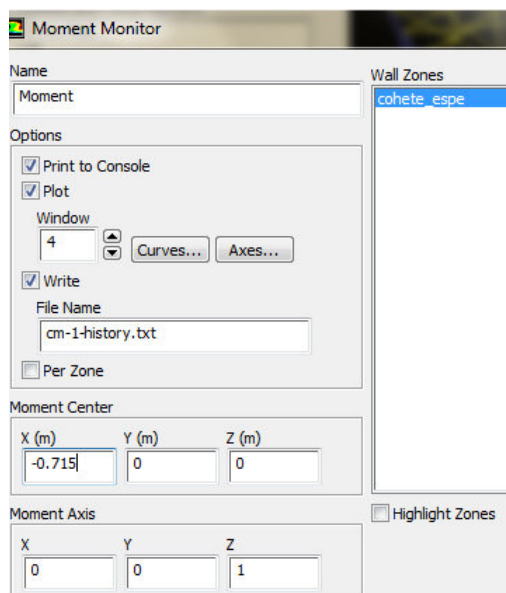 Moment Monitor
Name
Moment
Options
Print to Console
Plot
Window
4
Curves...
Axes...
Write
File Name
cm-1-history.txt
Per Zone
Moment Center
X (m) Y (m) Z (m)
-0.715 0 0
Moment Axis
X Y Z
0 0 1
Wall Zones
cohete_espe
Highlight Zones